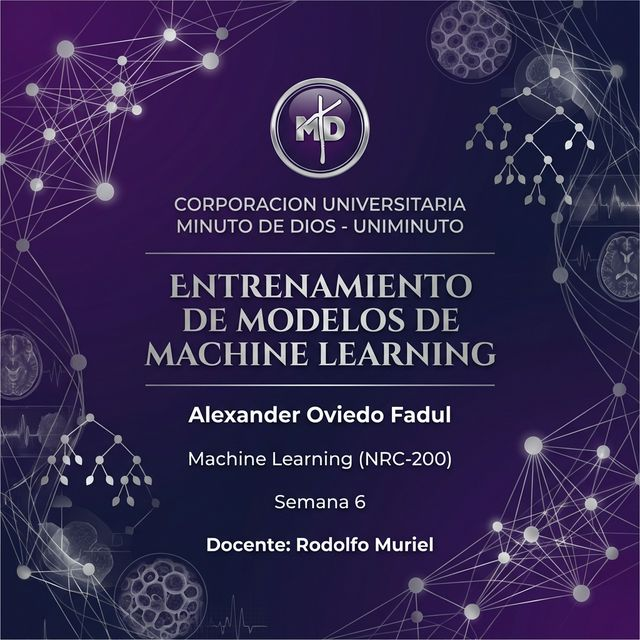 MD
CORPORACION UNIVERSITARIA
MINUTO DE DIOS - UNIMINUTO
ENTRENAMIENTO
DE MODELOS DE
MACHINE LEARNING
Alexander Oviedo Fadul
Machine Learning (NRC-200)
Semana 6
Docente: Rodolfo Muriel